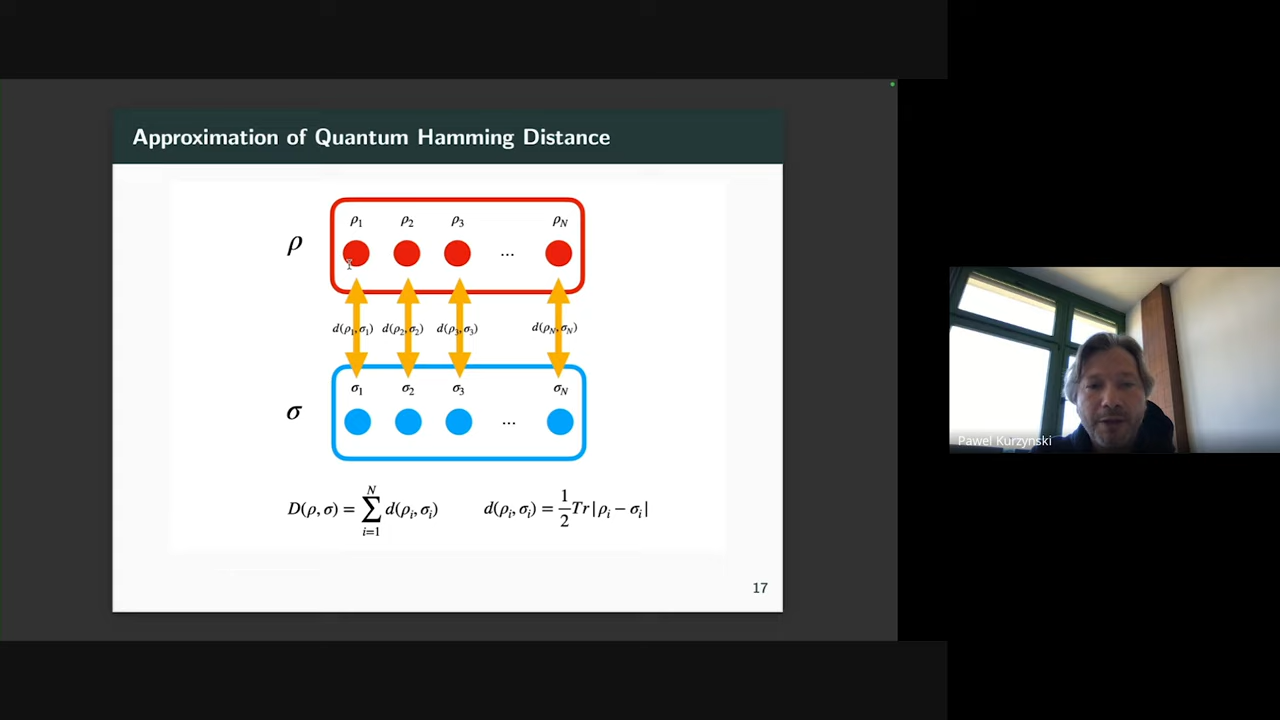 Approximation of Quantum Hamming Distance
ρ₁ ρ₂ ρ₃ ρ_N
ρ ...
d(ρ₁,σ₁) d(ρ₂,σ₂) d(ρ₃,σ₃) d(ρ_N,σ_N)
σ₁ σ₂ σ₃ σ_N
σ ...
D(ρ, σ) = ∑_{i=1}^{N} d(ρᵢ, σᵢ) d(ρᵢ, σᵢ) = 1/2 Tr|ρᵢ − σᵢ|
17
Pawel Kurzynski